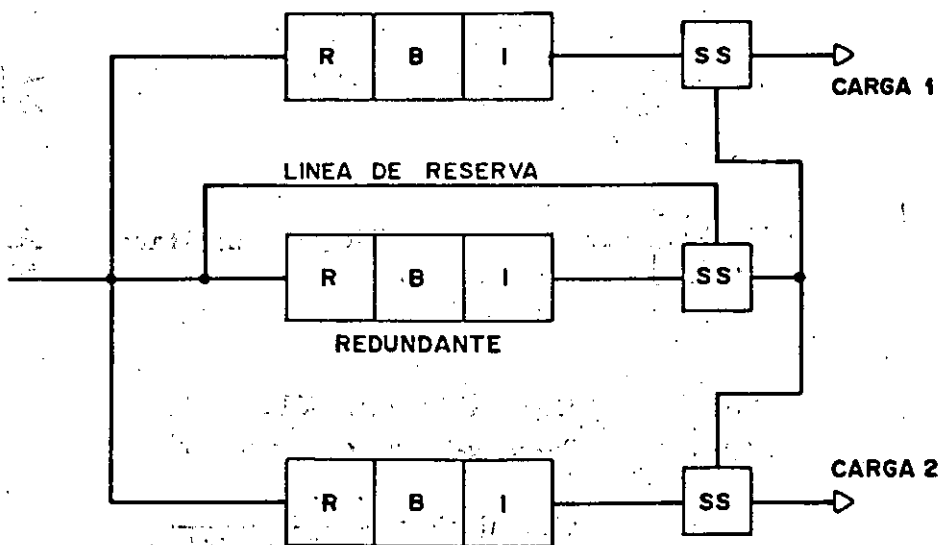 R B I SS
CARGA 1
LINEA DE RESERVA
R B I SS
REDUNDANTE
CARGA 2
R B I SS